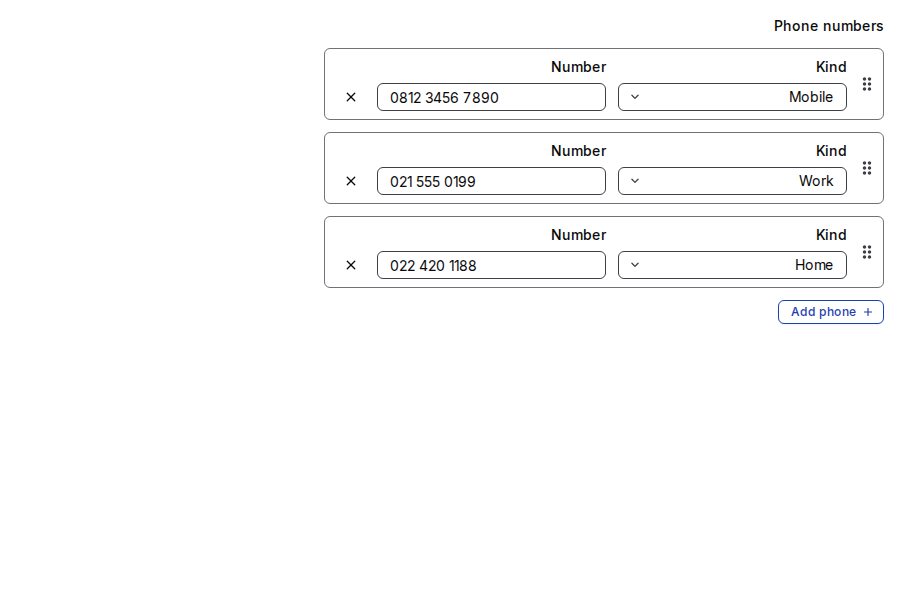 Phone numbers
Number
Kind
0812 3456 7890
Mobile
Number
Kind
021 555 0199
Work
Number
Kind
022 420 1188
Home
Add phone